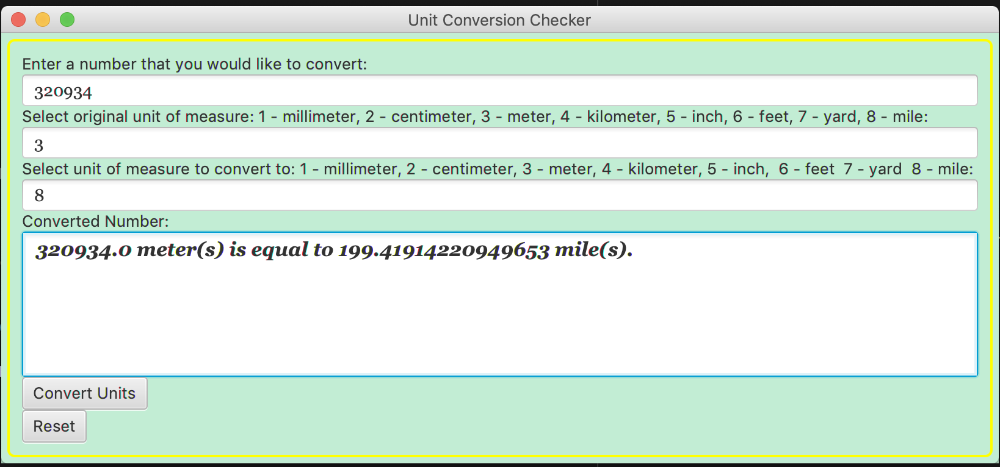 Unit Conversion Checker
Enter a number that you would like to convert:
320934
Select original unit of measure: 1 - millimeter, 2 - centimeter, 3 - meter, 4 - kilometer, 5 - inch, 6 - feet, 7 - yard, 8 - mile:
3
Select unit of measure to convert to: 1 - millimeter, 2 - centimeter, 3 - meter, 4 - kilometer, 5 - inch,  6 - feet  7 - yard  8 - mile:
8
Converted Number:
320934.0 meter(s) is equal to 199.41914220949653 mile(s).
Convert Units
Reset